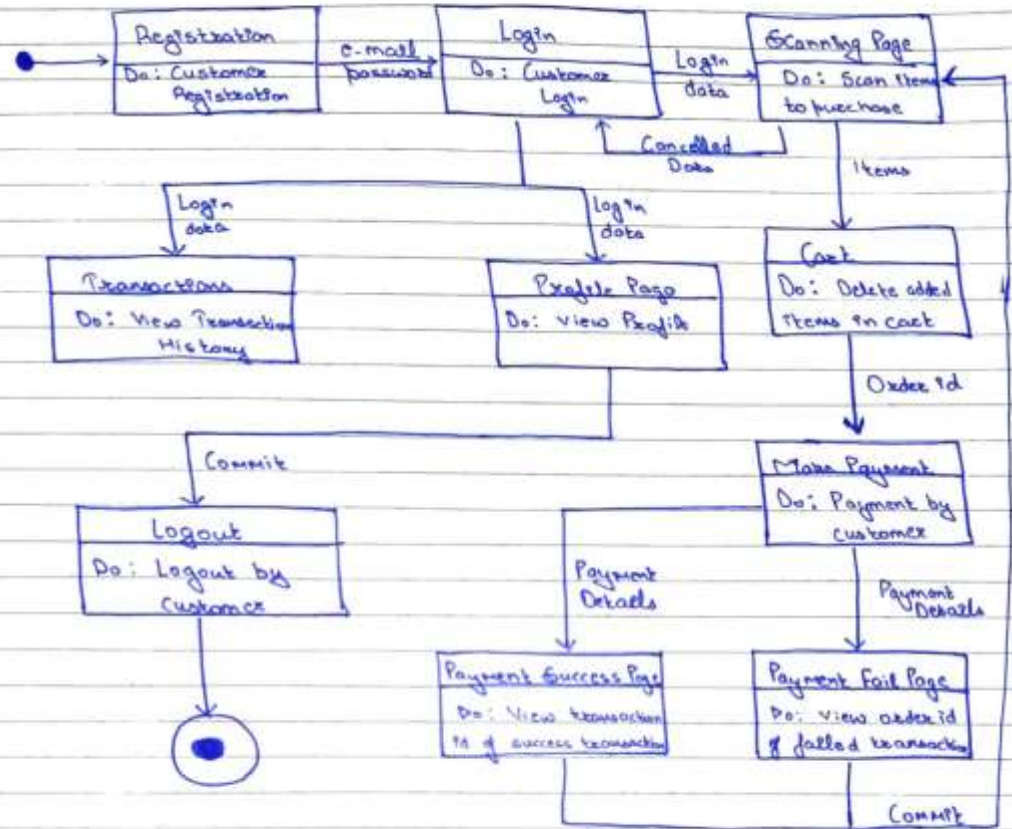 Registration
Do: Customer
Registration
e-mail
password
Login
Do: Customer
Login
Login
data
Scanning Page
Do: Scan items
to purchase
Cancelled
Data
Items
Login
data
Login
data
Transactions
Do: View Transaction
History
Profile Page
Do: View Profile
Cart
Do: Delete added
items in cart
Order id
Commit
Make Payment
Do: Payment by
customer
Logout
Do: Logout by
Customer
Payment
Details
Payment
Details
Payment Success Page
Do: View transaction
id of success transaction
Payment Fail Page
Do: View order id
of failed transaction
Commit